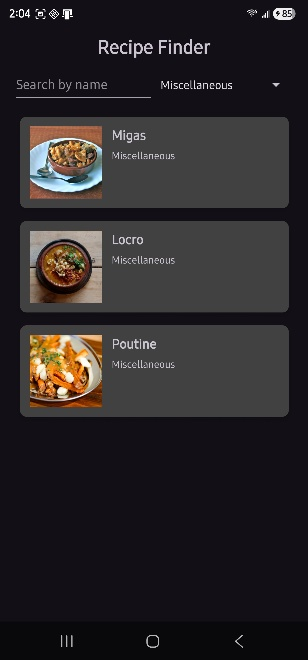 2:04
85
Recipe Finder
Search by name
Miscellaneous
Migas
Miscellaneous
Locro
Miscellaneous
Poutine
Miscellaneous